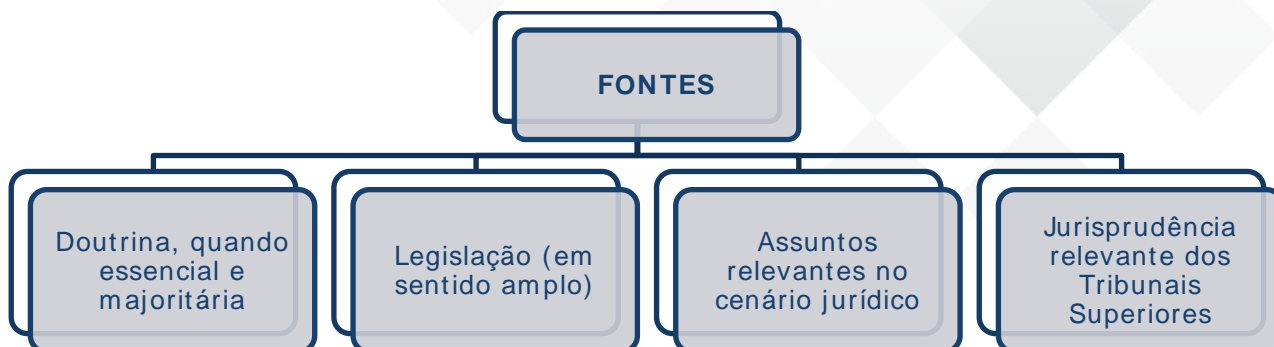 FONTES
Doutrina, quando
essencial e
majoritária
Legislação (em
sentido amplo)
Assuntos
relevantes no
cenário jurídico
Jurisprudência
relevante dos
Tribunais
Superiores